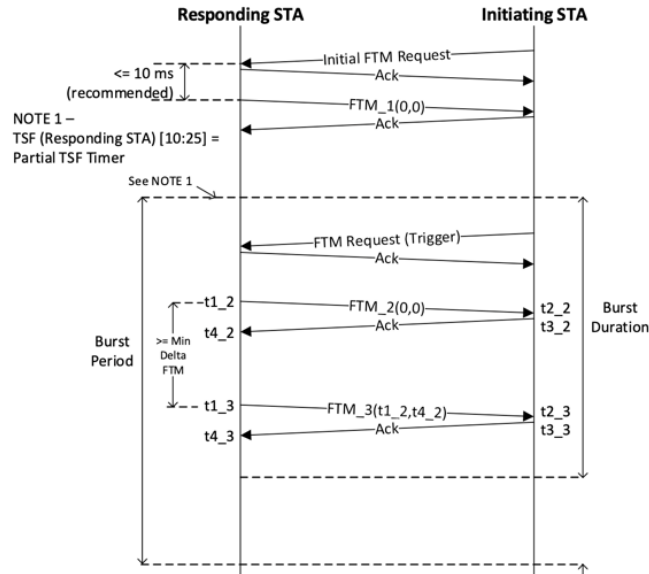 Responding STA
Initiating STA
Initial FTM Request
Ack
<= 10 ms
(recommended)
FTM_1(0,0)
Ack
NOTE 1 –
TSF (Responding STA) [10:25] =
Partial TSF Timer
See NOTE 1
FTM Request (Trigger)
Ack
t1_2
FTM_2(0,0)
t2_2
Ack
t4_2
t3_2
Burst
Period
>= Min
Delta
FTM
Burst
Duration
t1_3
FTM_3(t1_2,t4_2)
t2_3
Ack
t4_3
t3_3